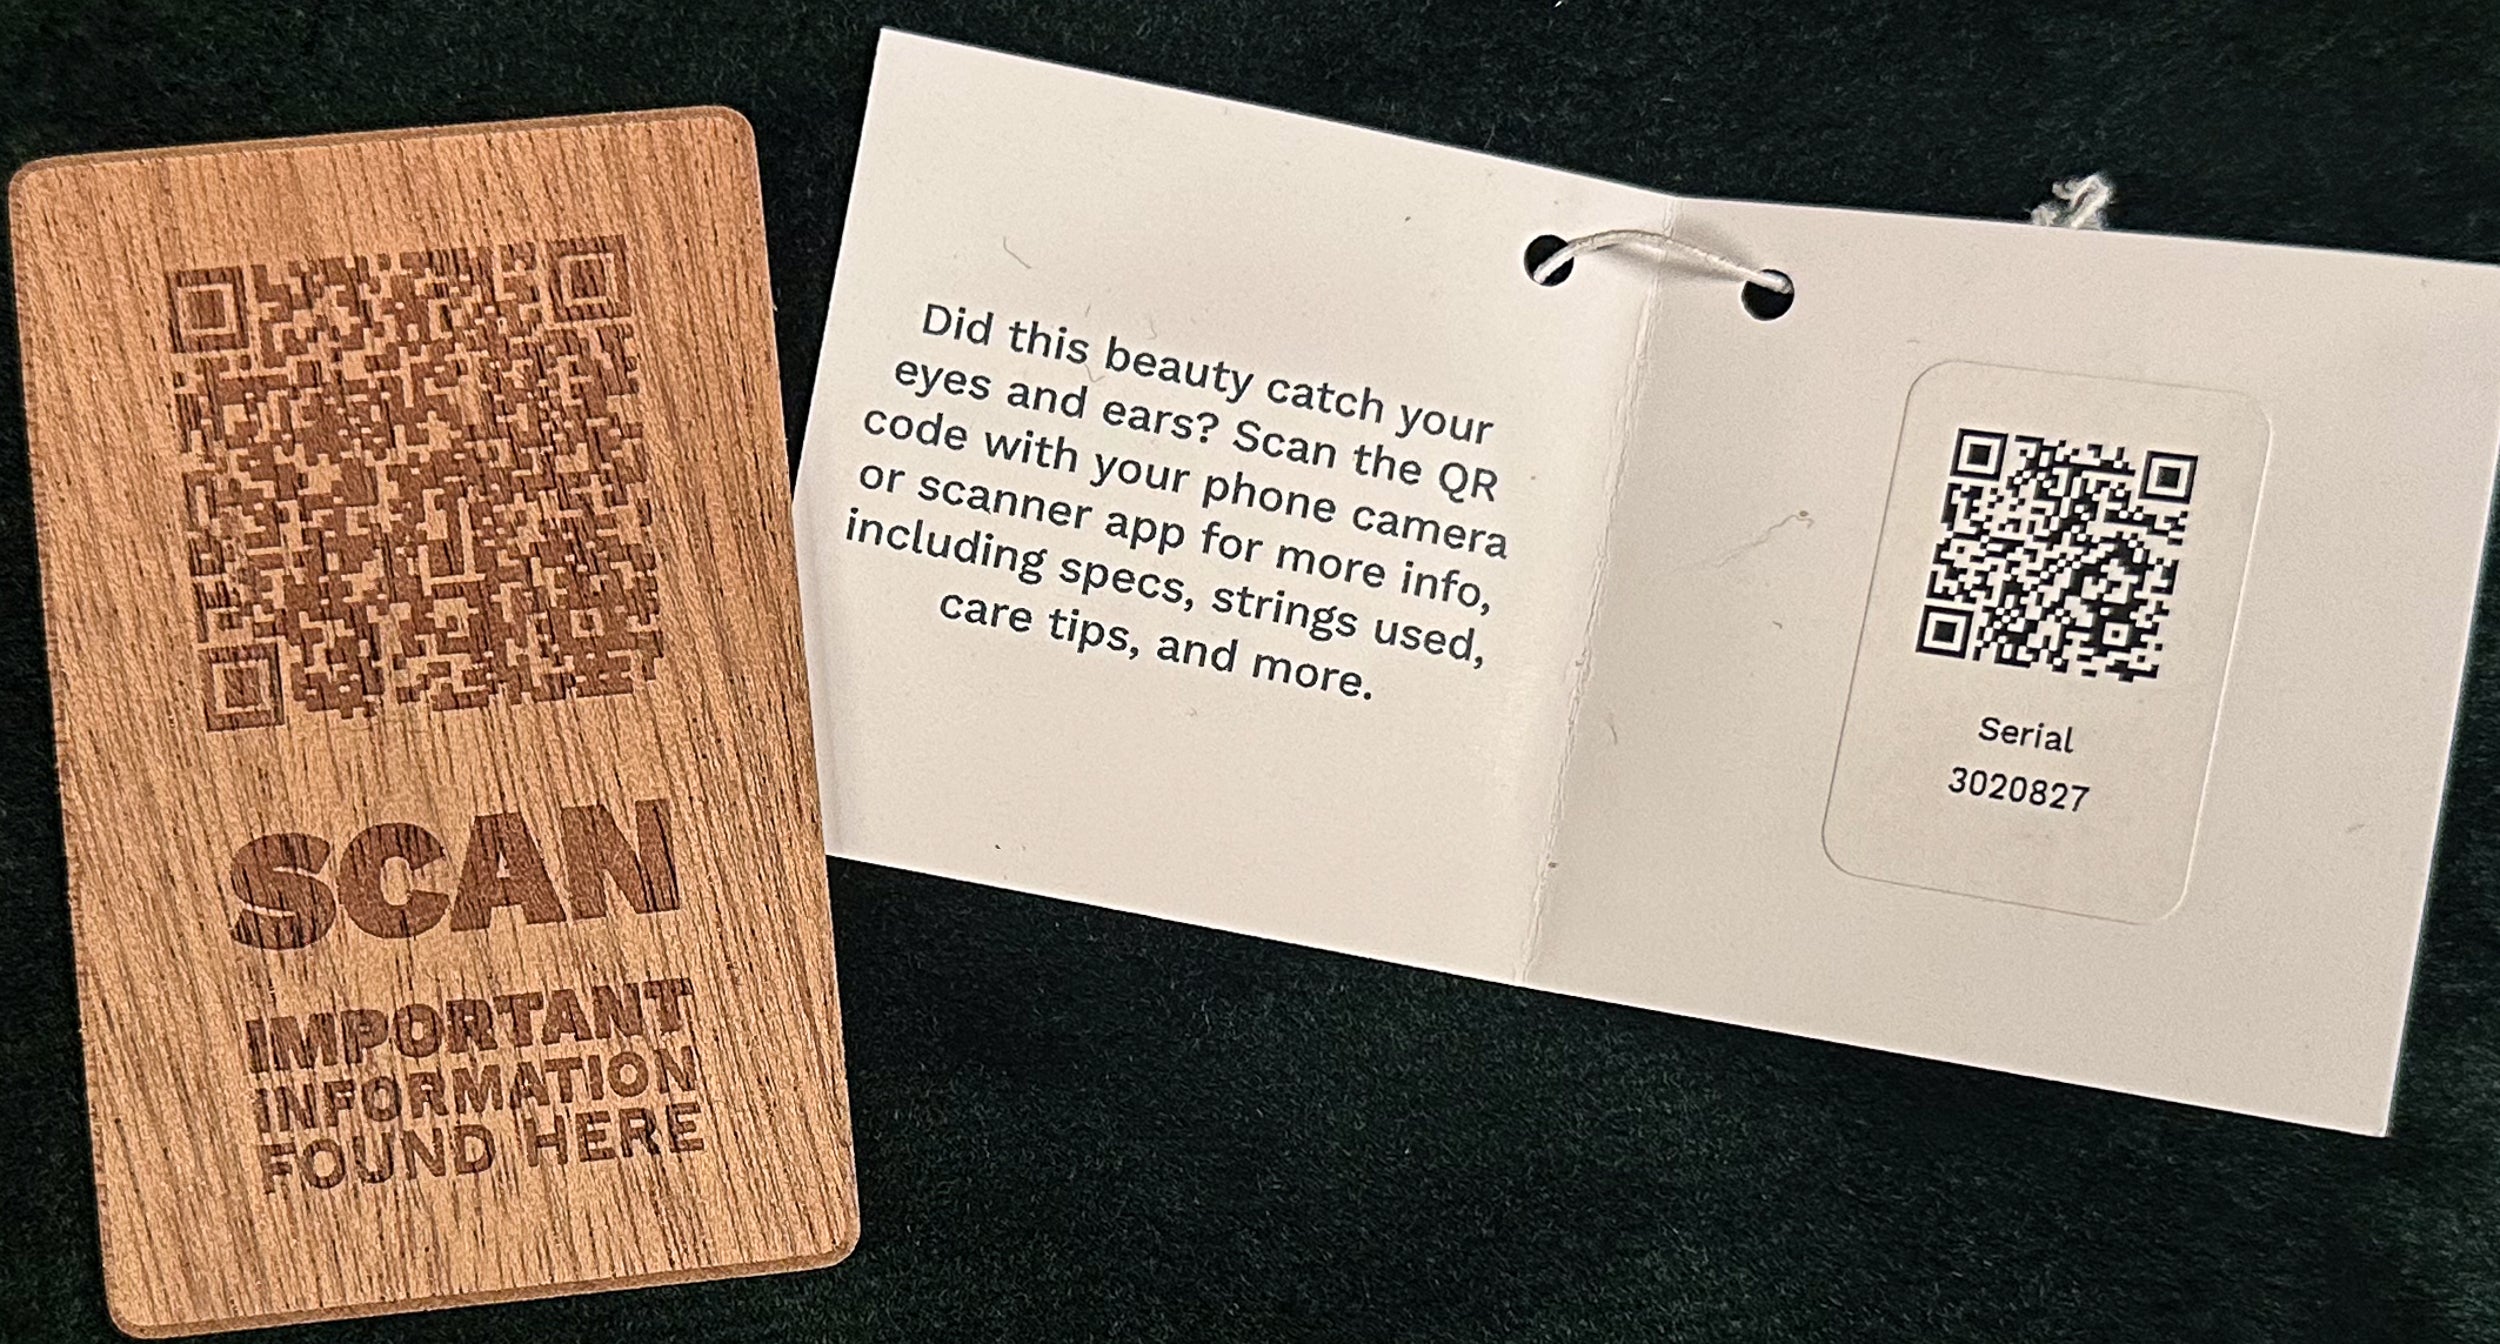 SCAN
IMPORTANT
INFORMATION
FOUND HERE
Did this beauty catch your
eyes and ears? Scan the QR
code with your phone camera
or scanner app for more info,
including specs, strings used,
care tips, and more.
Serial
3020827